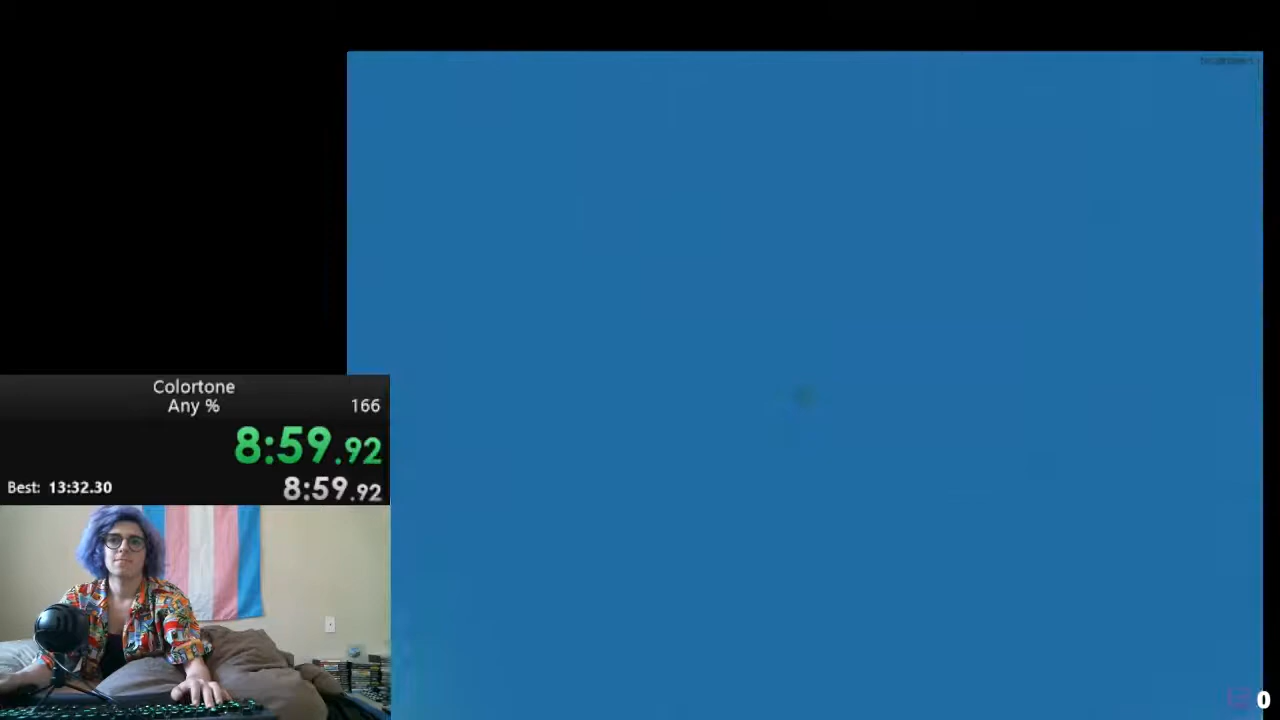 Colortone
Any % 166
8:59.92
Best: 13:32.30 8:59.92
0